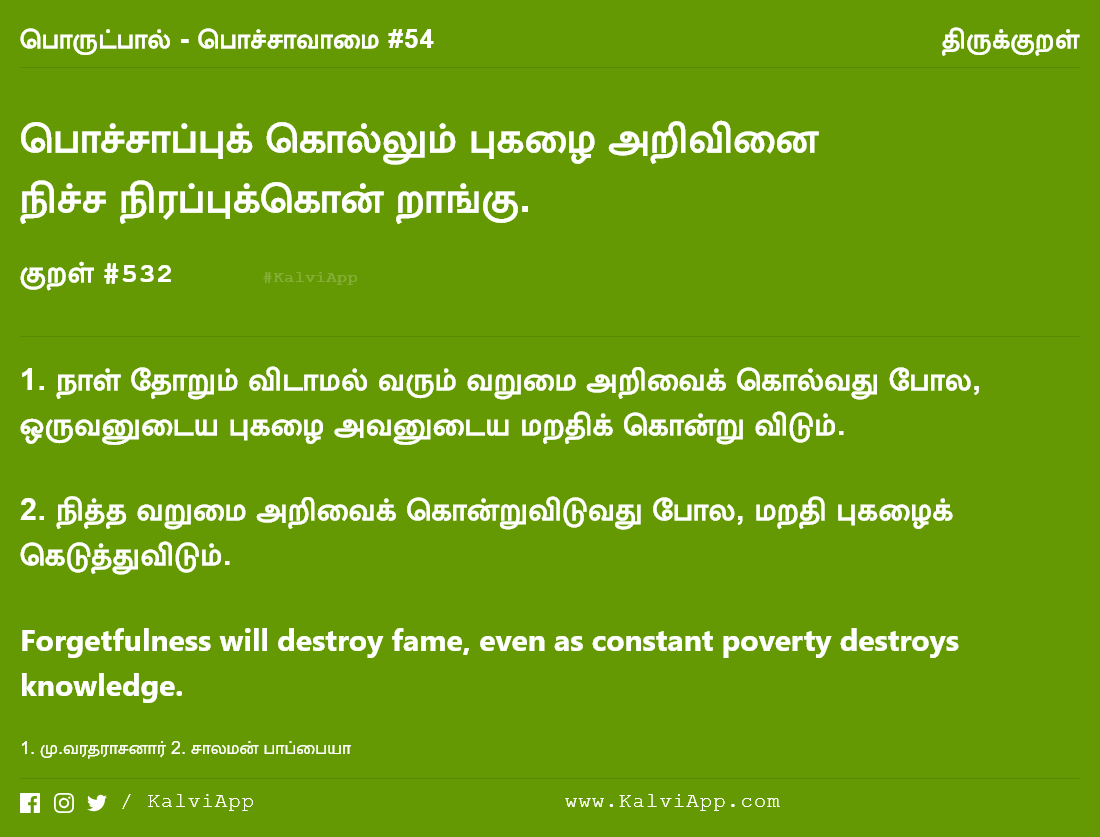 பொருட்பால் - பொச்சாவாமை #54 திருக்குறள்
பொச்சாப்புக் கொல்லும் புகழை அறிவினை
நிச்ச நிரப்புக்கொன் றாங்கு.
குறள் #532 #KalviApp
1. நாள் தோறும் விடாமல் வரும் வறுமை அறிவைக் கொல்வது போல,
ஒருவனுடைய புகழை அவனுடைய மறதிக் கொன்று விடும்.
2. நித்த வறுமை அறிவைக் கொன்றுவிடுவது போல, மறதி புகழைக்
கெடுத்துவிடும்.
Forgetfulness will destroy fame, even as constant poverty destroys
knowledge.
1. மு.வரதராசனார் 2. சாலமன் பாப்பையா
/ KalviApp www.KalviApp.com